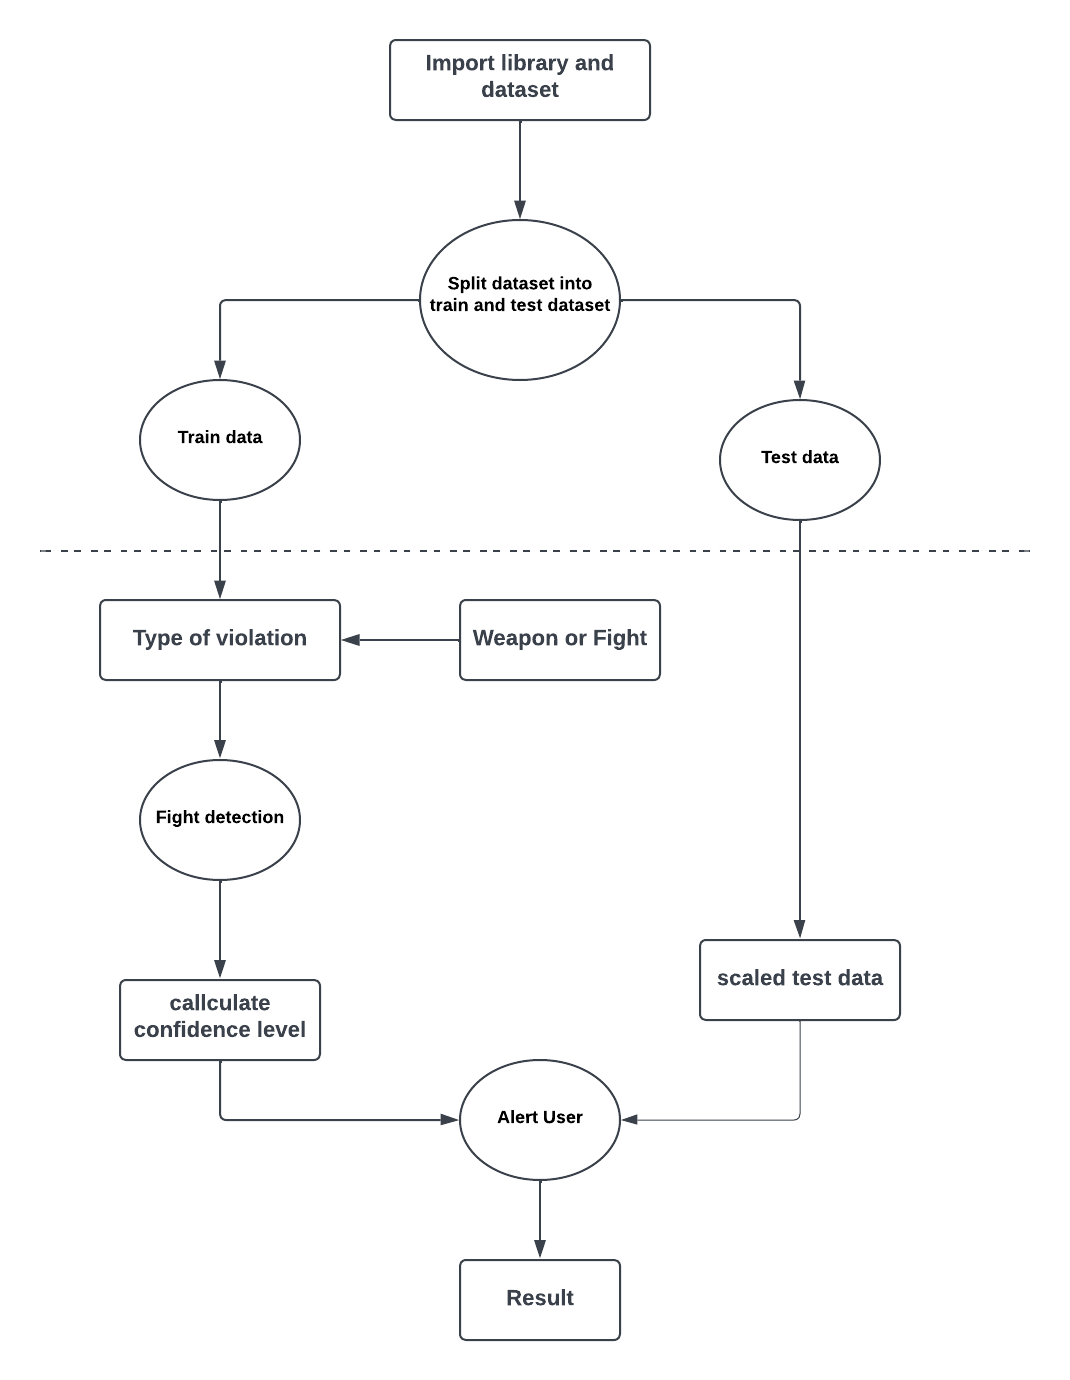 Import library and
dataset
Split dataset into
train and test dataset
Train data
Test data
Type of violation
Weapon or Fight
Fight detection
scaled test data
callculate
confidence level
Alert User
Result